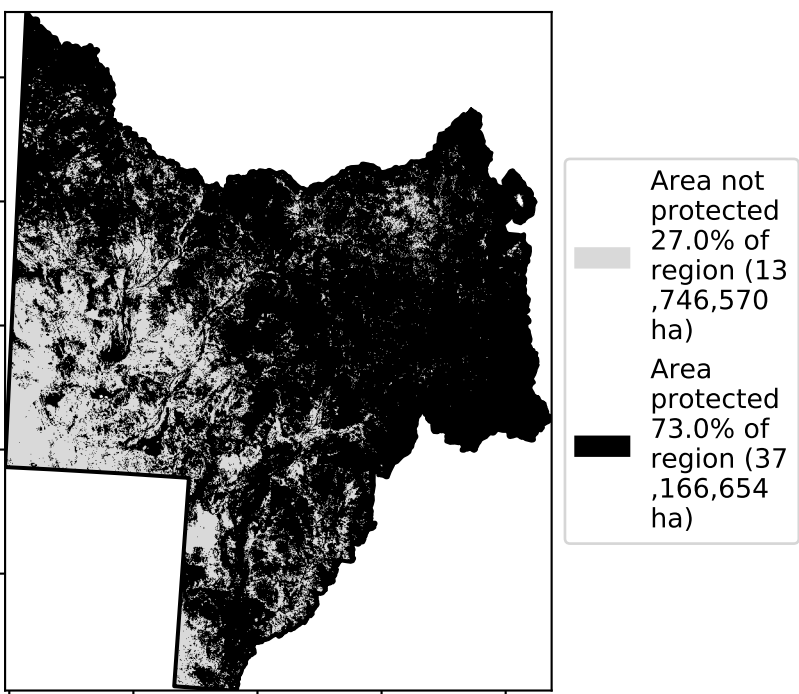 Area not
protected
27.0% of
region (13
,746,570
ha)
Area
protected
73.0% of
region (37
,166,654
ha)